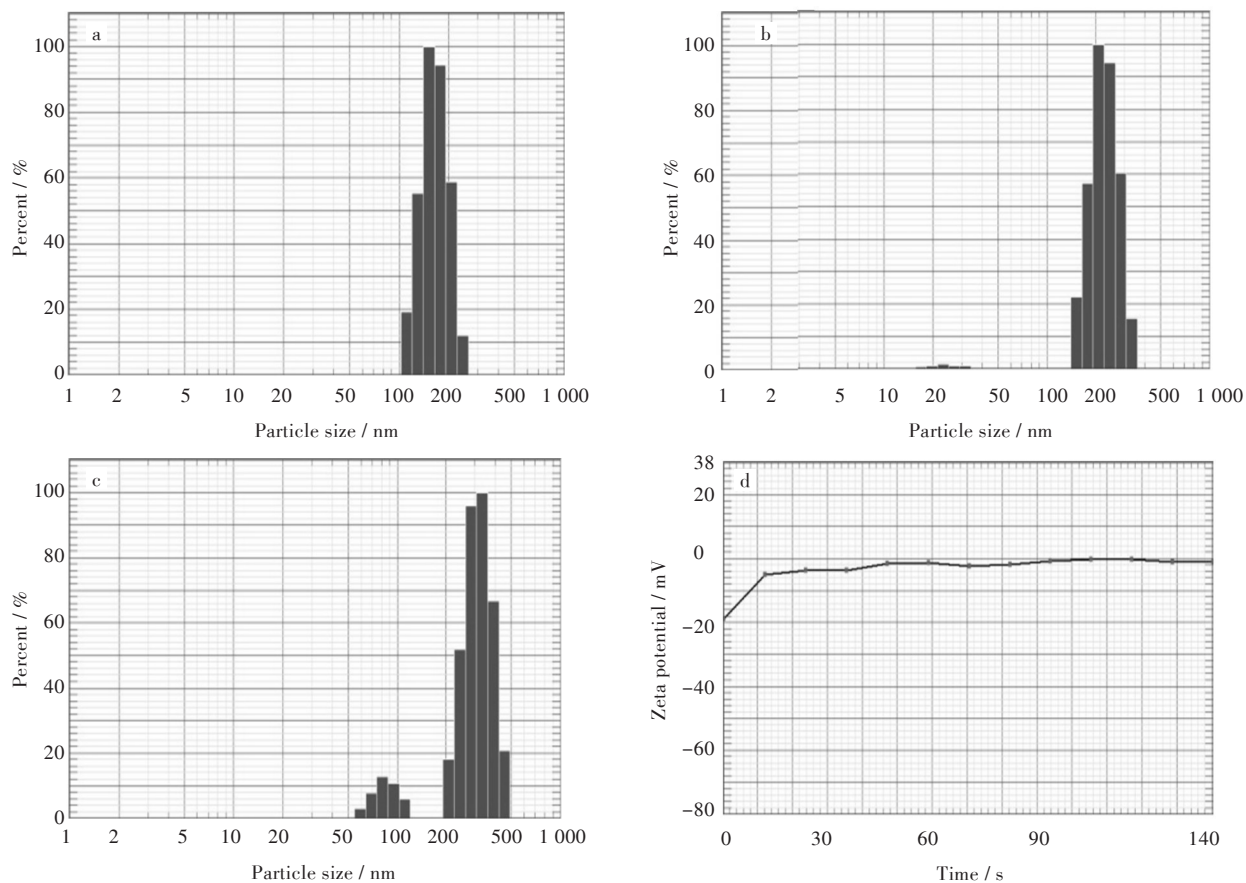 a
100
80
60
40
20
0
Percent / %
1 2 5 10 20 50 100 200 500 1 000
Particle size / nm
b
100
80
60
40
20
0
Percent / %
1 2 5 10 20 50 100 200 500 1 000
Particle size / nm
c
100
80
60
40
20
0
Percent / %
1 2 5 10 20 50 100 200 500 1 000
Particle size / nm
d
38
20
0
−20
−40
−60
−80
Zeta potential / mV
0 30 60 90 140
Time / s